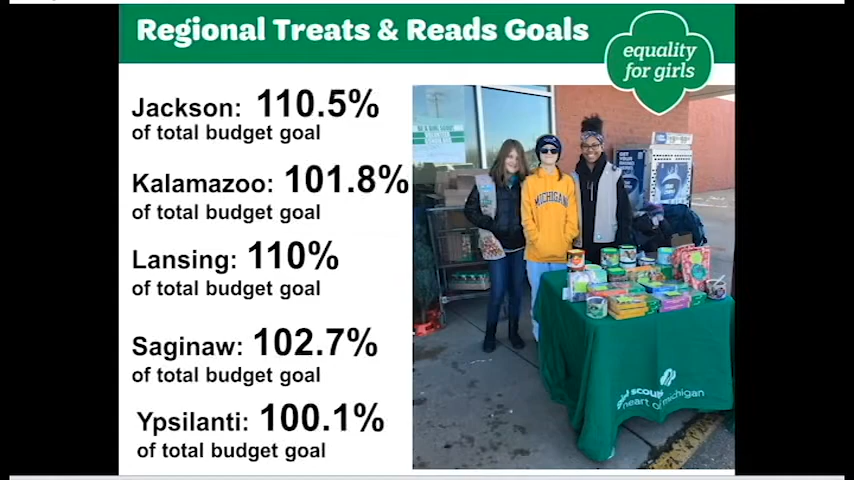 Regional Treats & Reads Goals
equality
for girls
Jackson: 110.5%
of total budget goal
Kalamazoo: 101.8%
of total budget goal
Lansing: 110%
of total budget goal
Saginaw: 102.7%
of total budget goal
Ypsilanti: 100.1%
of total budget goal
MICHIGAN
scouts
heart of michigan